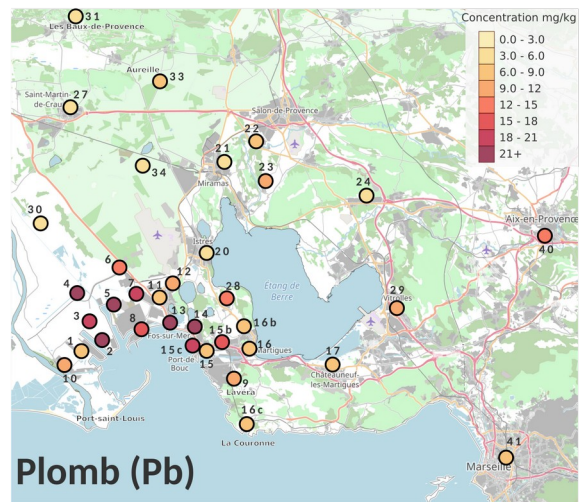 Concentration mg/kg
0.0 - 3.0
3.0 - 6.0
6.0 - 9.0
9.0 - 12
12 - 15
15 - 18
18 - 21
21+
31
Les Baux-de-Provence
Aureille
33
27
Saint-Martin-
de-Crau
Salon-de-Provence
22
21
34
Miramas
23
24
30
Aix-en-Provence
40
Istres
20
6
12
4
7
11
28
Étang de
Berre
29
Vitrolles
5
3
8
13
14
16b
Fos-sur-Mer
15b
1
2
15c
15
16
Martigues
Port-de
Bouc
10
17
Châteauneuf-
les-Martigues
9
Lavéra
Port-saint-Louis
16c
La Couronne
41
Marseille
Plomb (Pb)